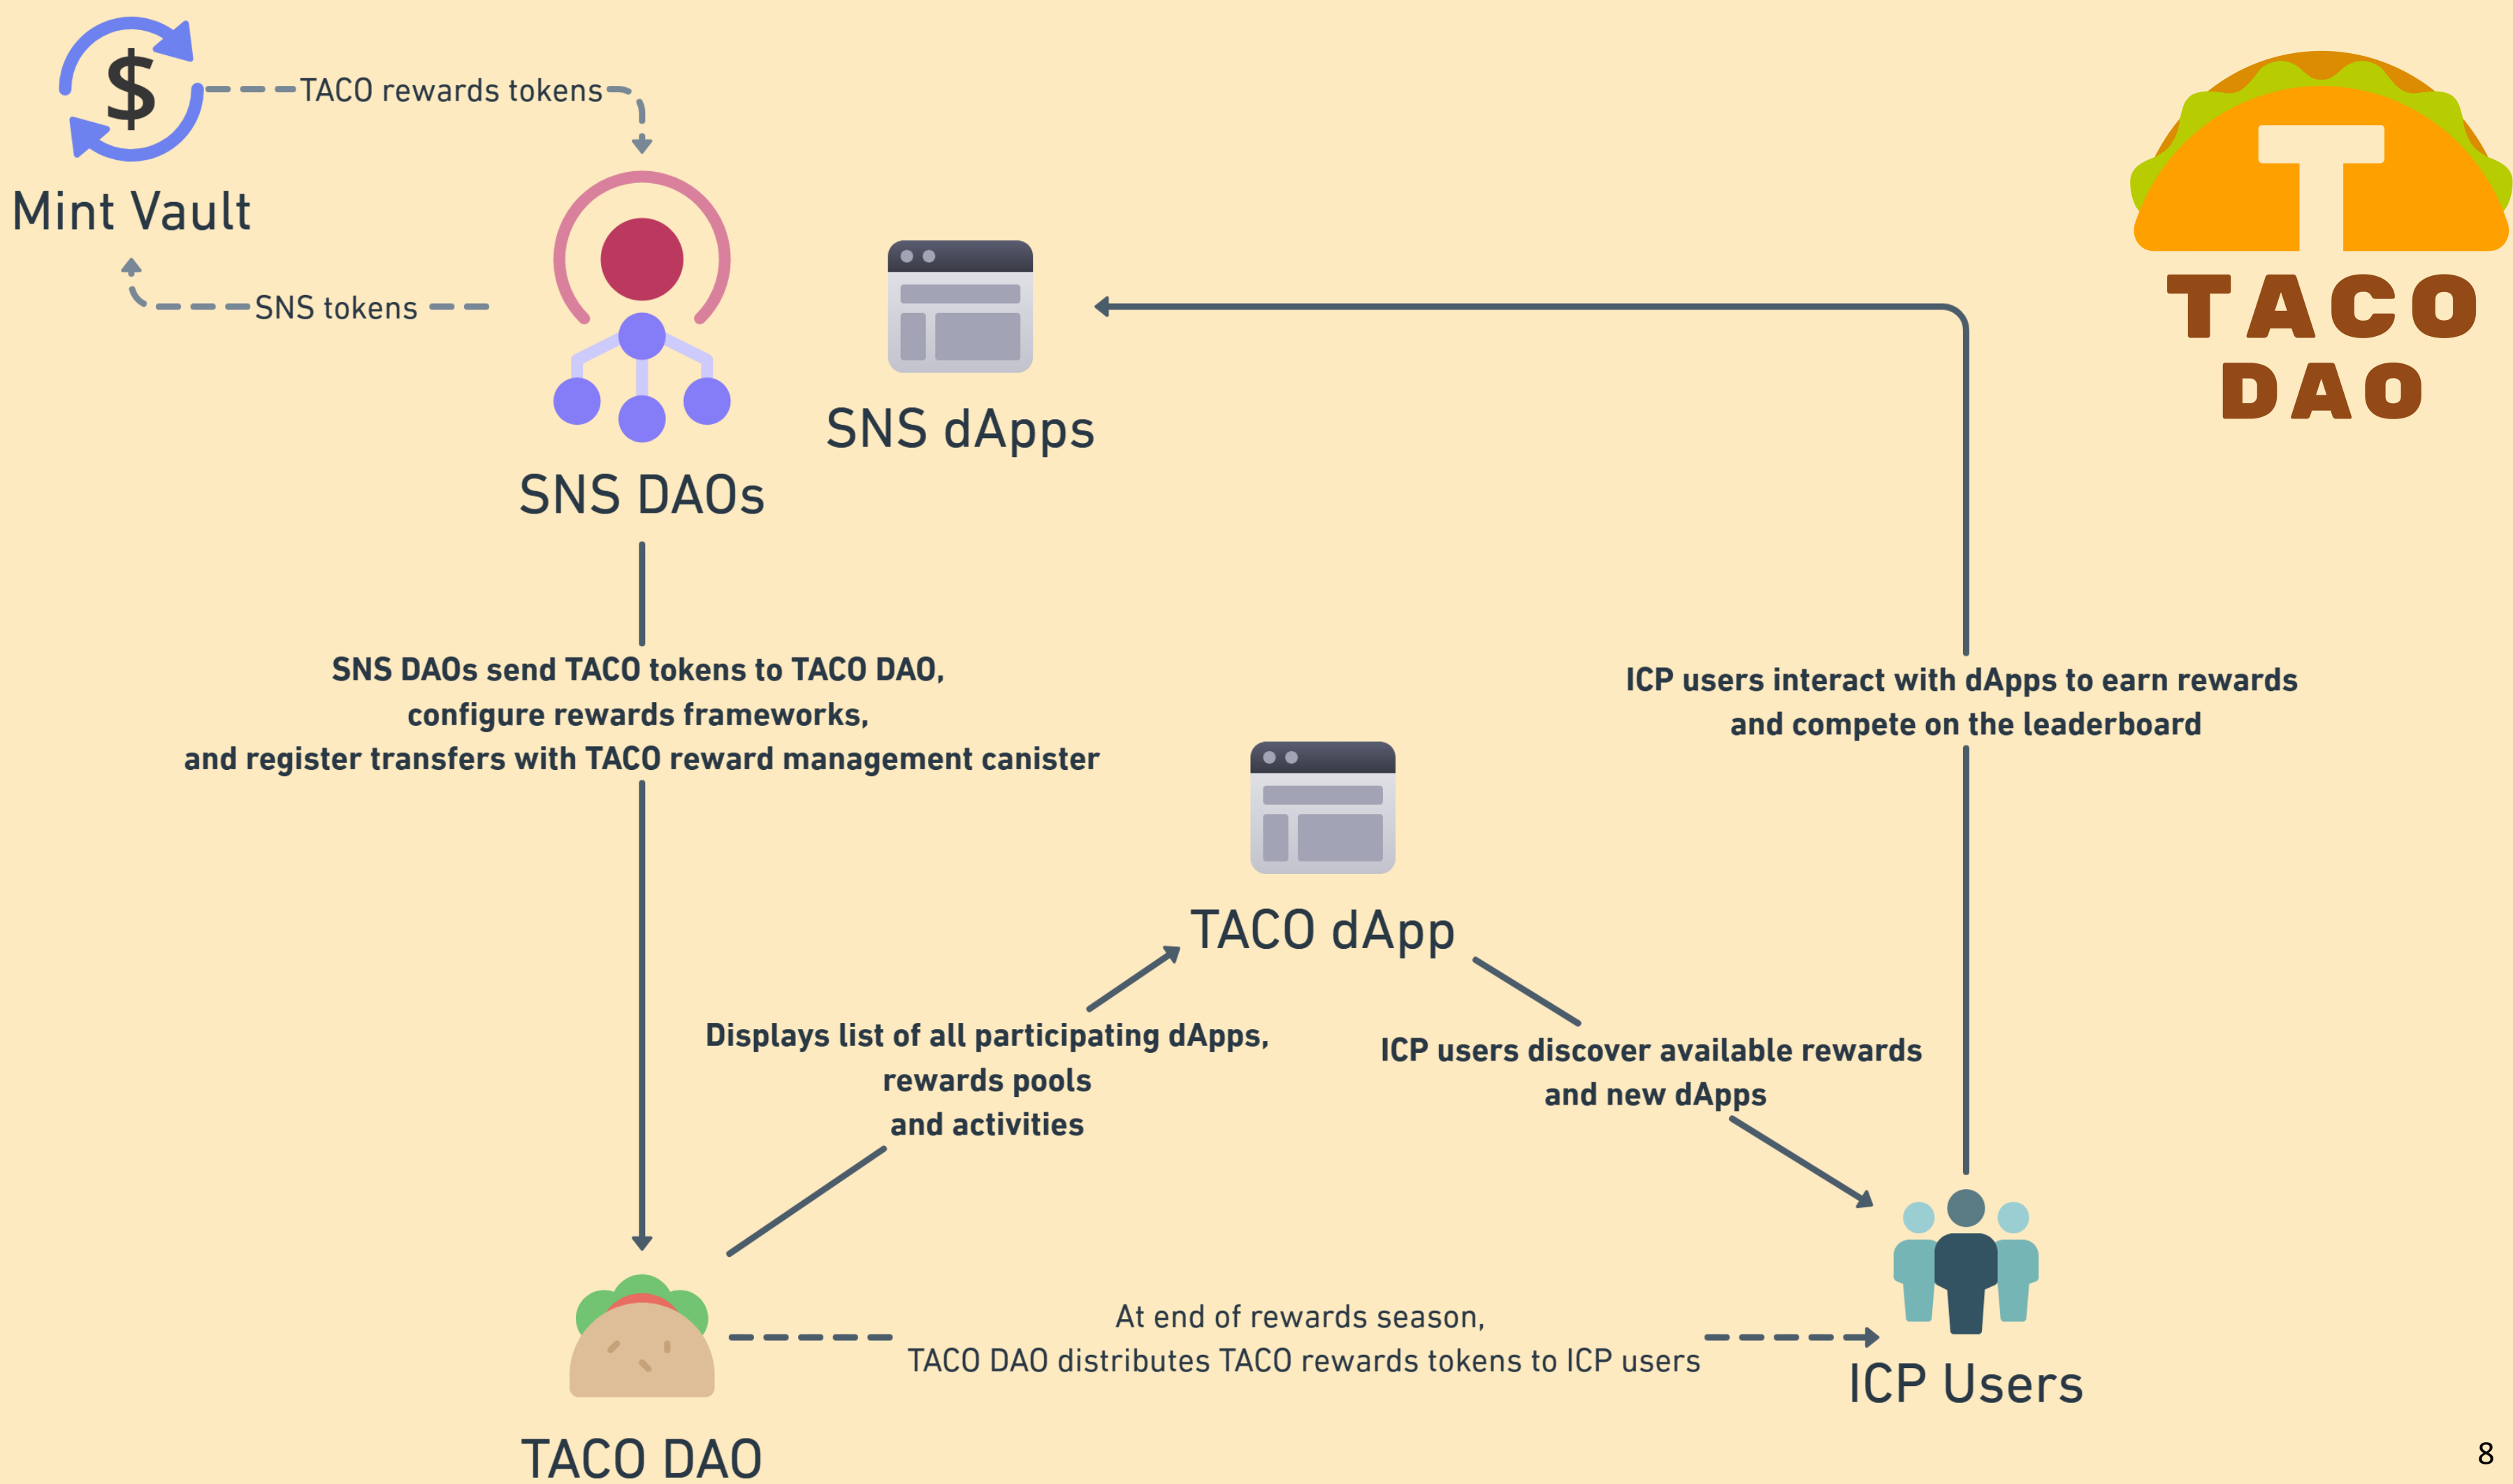 $
TACO rewards tokens
Mint Vault
SNS tokens
SNS DAOs
SNS dApps
T
TACO
DAO
SNS DAOs send TACO tokens to TACO DAO,
configure rewards frameworks,
and register transfers with TACO reward management canister
ICP users interact with dApps to earn rewards
and compete on the leaderboard
TACO dApp
Displays list of all participating dApps,
rewards pools
and activities
ICP users discover available rewards
and new dApps
At end of rewards season,
TACO DAO distributes TACO rewards tokens to ICP users
ICP Users
TACO DAO
8